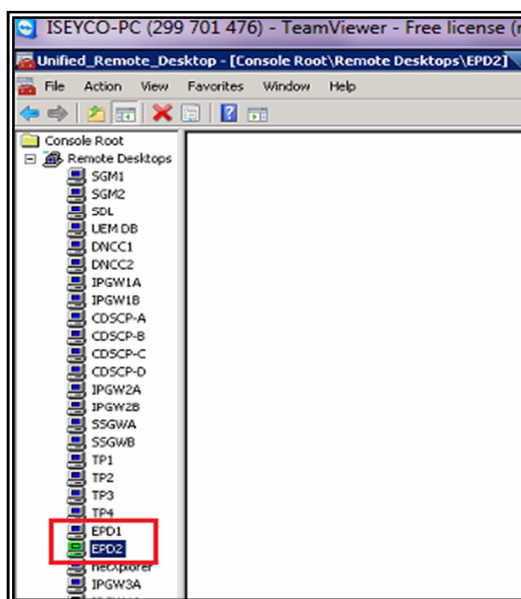 ISEYCO-PC (299 701 476) - TeamViewer - Free license (
Unified_Remote_Desktop - [Console Root\Remote Desktops\EPD2]
File Action View Favorites Window Help
Console Root
Remote Desktops
SGM1
SGM2
SDL
UEM DB
DNCC1
DNCC2
IPGW1A
IPGW1B
CDSCP-A
CDSCP-B
CDSCP-C
CDSCP-D
IPGW2A
IPGW2B
SSGWA
SSGWB
TP1
TP2
TP3
TP4
EPD1
EPD2
netXplorer
IPGW3A